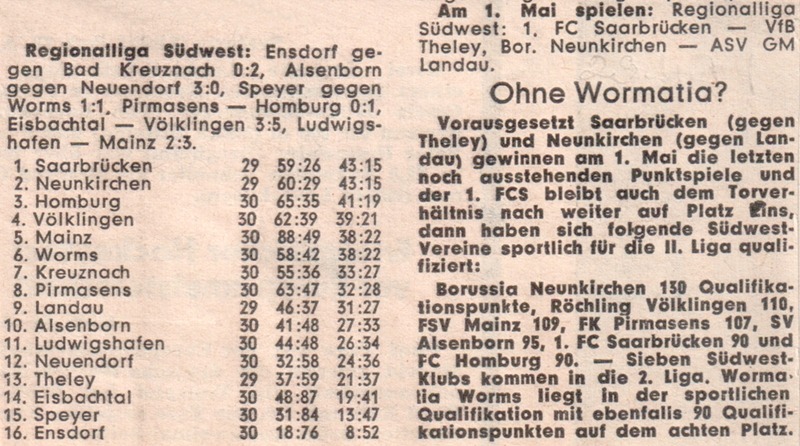 Regionalliga Südwest: Ensdorf ge-
gen Bad Kreuznach 0:2, Alsenborn
gegen Neuendorf 3:0, Speyer gegen
Worms 1:1, Pirmasens — Homburg 0:1,
Eisbachtal — Völklingen 3:5, Ludwigs-
hafen — Mainz 2:3.
1. Saarbrücken 29 59:26 43:15
2. Neunkirchen 29 60:29 43:15
3. Homburg 30 65:35 41:19
4. Völklingen 30 62:39 39:21
5. Mainz 30 88:49 38:22
6. Worms 30 58:42 38:22
7. Kreuznach 30 55:36 33:27
8. Pirmasens 30 63:47 32:28
9. Landau 29 46:37 31:27
10. Alsenborn 30 41:48 27:33
11. Ludwigshafen 30 44:48 26:34
12. Neuendorf 30 32:58 24:36
13. Theley 29 37:59 21:37
14. Eisbachtal 30 48:87 19:41
15. Speyer 30 31:84 13:47
16. Ensdorf 30 18:76 8:52
Am 1. Mai spielen: Regionalliga
Südwest: 1. FC Saarbrücken — VfB
Theley, Bor. Neunkirchen — ASV GM
Landau.
Ohne Wormatia?
Vorausgesetzt Saarbrücken (gegen
Theley) und Neunkirchen (gegen Lan-
dau) gewinnen am 1. Mai die letzten
noch ausstehenden Punktspiele und
der 1. FCS bleibt auch dem Torver-
hältnis nach weiter auf Platz Eins,
dann haben sich folgende Südwest-
Vereine sportlich für die II. Liga quali-
fiziert:
Borussia Neunkirchen 130 Qualifika-
tionspunkte, Röchling Völklingen 110,
FSV Mainz 109, FK Pirmasens 107, SV
Alsenborn 95, 1. FC Saarbrücken 90 und
FC Homburg 90. — Sieben Südwest-
Klubs kommen in die 2. Liga. Worma-
tia Worms liegt in der sportlichen
Qualifikation mit ebenfalls 90 Qualifi-
kationspunkten auf dem achten Platz.